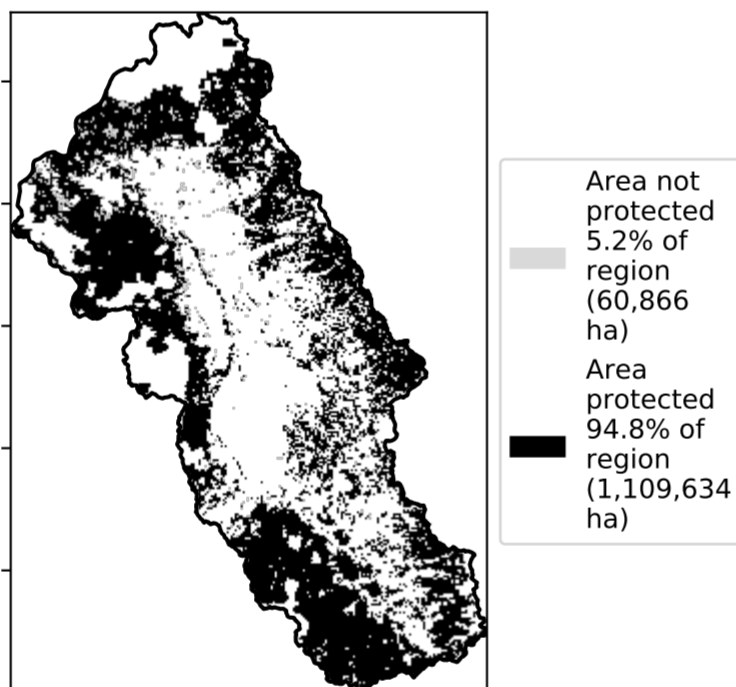 Area not
protected
5.2% of
region
(60,866
ha)
Area
protected
94.8% of
region
(1,109,634
ha)